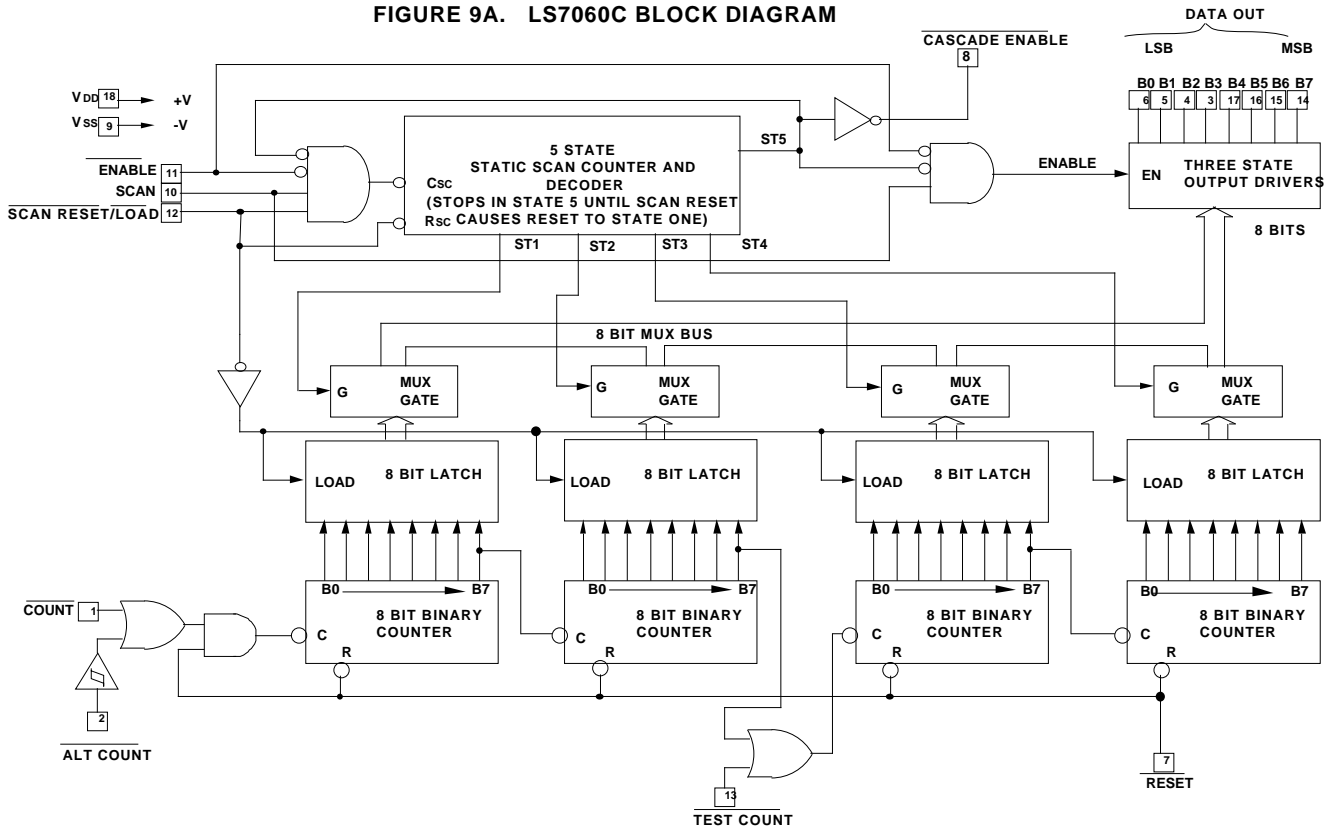 FIGURE 9A. LS7060C BLOCK DIAGRAM
DATA OUT
LSB MSB
CASCADE ENABLE
8
B0 B1 B2 B3 B4 B5 B6 B7
6 5 4 3 17 16 15 14
VDD 18 +V
VSS 9 -V
ENABLE 11
SCAN 10
SCAN RESET/LOAD 12
5 STATE
STATIC SCAN COUNTER AND
DECODER
(STOPS IN STATE 5 UNTIL SCAN RESET
CAUSES RESET TO STATE ONE)
CSC
RSC
ST5
ST1 ST2 ST3 ST4
ENABLE
EN
THREE STATE
OUTPUT DRIVERS
8 BITS
8 BIT MUX BUS
G MUX
GATE
G MUX
GATE
G MUX
GATE
G MUX
GATE
LOAD 8 BIT LATCH
LOAD 8 BIT LATCH
LOAD 8 BIT LATCH
LOAD 8 BIT LATCH
B0 B7
8 BIT BINARY
COUNTER
C
R
B0 B7
8 BIT BINARY
COUNTER
C
R
B0 B7
8 BIT BINARY
COUNTER
C
R
B0 B7
8 BIT BINARY
COUNTER
C
R
COUNT 1
2
ALT COUNT
13
TEST COUNT
7
RESET